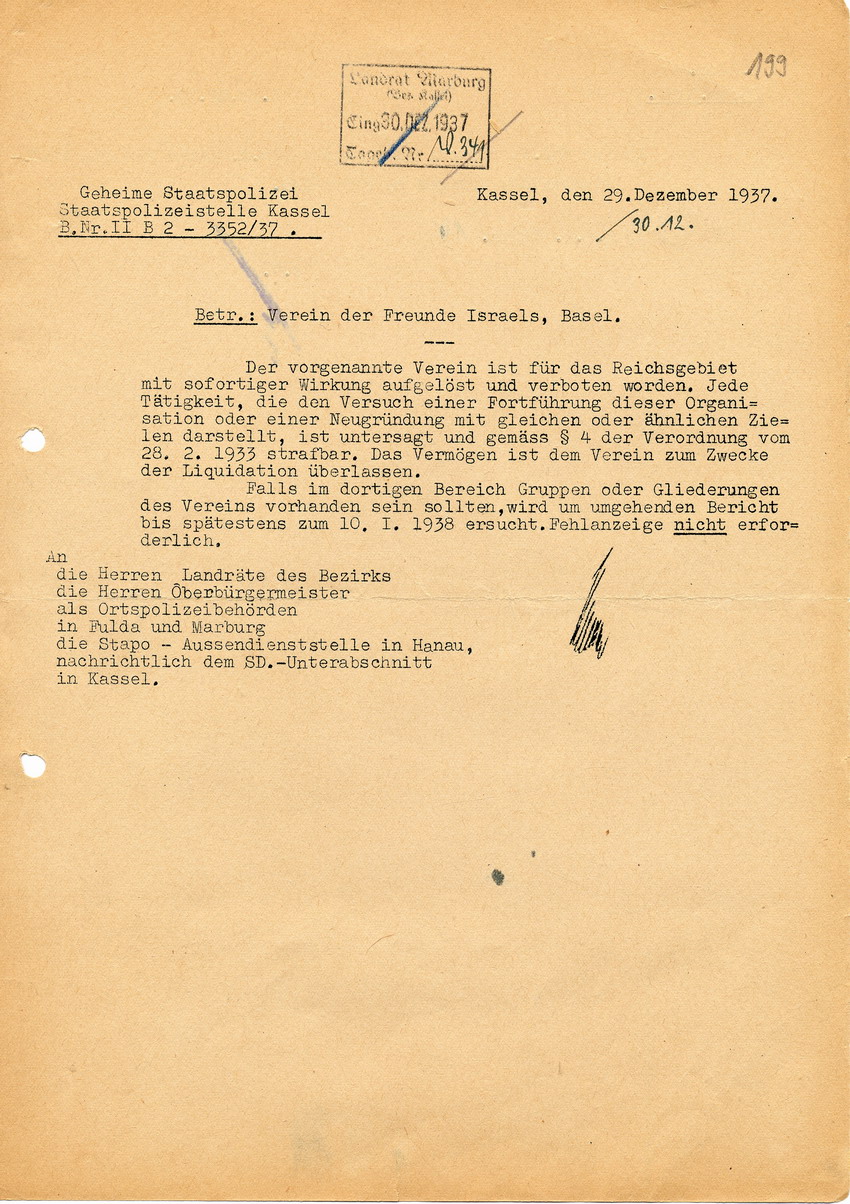 199
Landrat Marburg
(Bez. Kassel)
Eing 30. DEZ. 1937
Tageb. Nr.
Geheime Staatspolizei
Staatspolizeistelle Kassel
B.Nr.II B 2 - 3352/37 .
Kassel, den 29.Dezember 1937.
/30.12.
Betr.: Verein der Freunde Israels, Basel.
---
Der vorgenannte Verein ist für das Reichsgebiet
mit sofortiger Wirkung aufgelöst und verboten worden. Jede
Tätigkeit, die den Versuch einer Fortführung dieser Organi=
sation oder einer Neugründung mit gleichen oder ähnlichen Zie=
len darstellt, ist untersagt und gemäss § 4 der Verordnung vom
28. 2. 1933 strafbar. Das Vermögen ist dem Verein zum Zwecke
der Liquidation überlassen.
Falls im dortigen Bereich Gruppen oder Gliederungen
des Vereins vorhanden sein sollten,wird um umgehenden Bericht
bis spätestens zum 10. I. 1938 ersucht.Fehlanzeige nicht erfor=
derlich.
An
die Herren Landräte des Bezirks
die Herren Oberbürgermeister
als Ortspolizeibehörden
in Fulda und Marburg
die Stapo - Aussendienststelle in Hanau,
nachrichtlich dem SD.-Unterabschnitt
in Kassel.